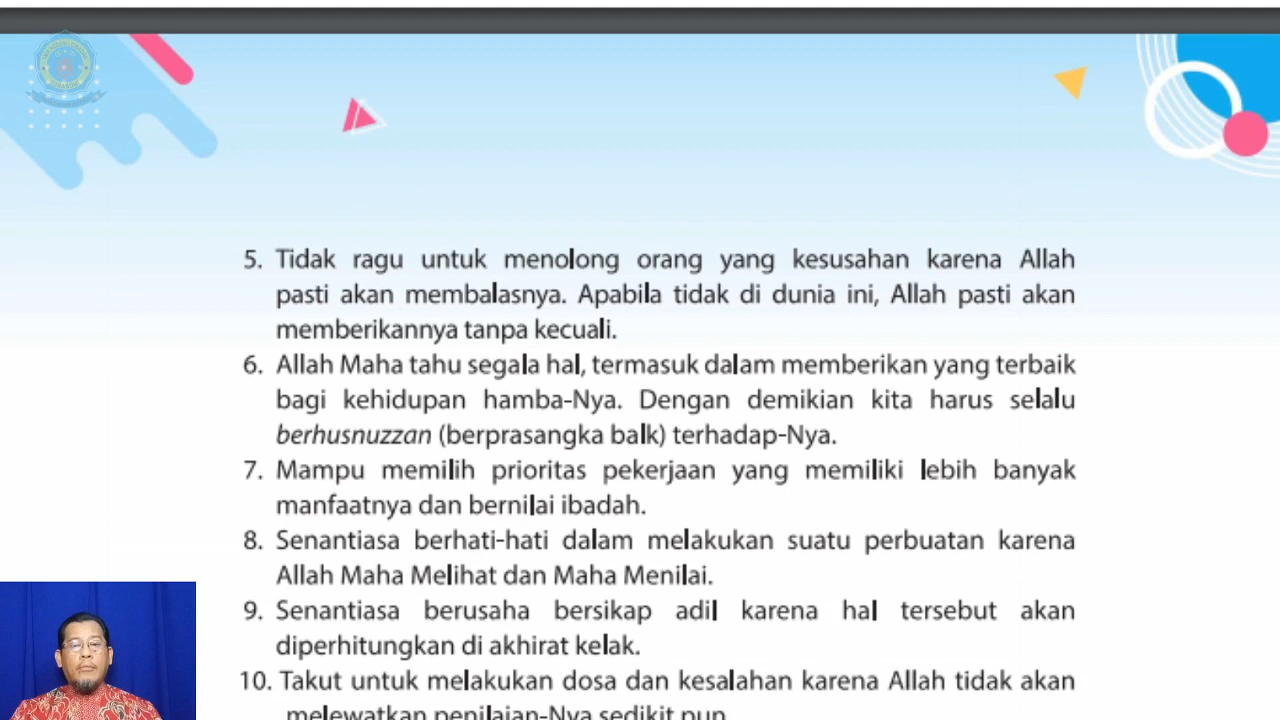 5. Tidak ragu untuk menolong orang yang kesusahan karena Allah
pasti akan membalasnya. Apabila tidak di dunia ini, Allah pasti akan
memberikannya tanpa kecuali.
6. Allah Maha tahu segala hal, termasuk dalam memberikan yang terbaik
bagi kehidupan hamba-Nya. Dengan demikian kita harus selalu
berhusnuzzan (berprasangka balk) terhadap-Nya.
7. Mampu memilih prioritas pekerjaan yang memiliki lebih banyak
manfaatnya dan bernilai ibadah.
8. Senantiasa berhati-hati dalam melakukan suatu perbuatan karena
Allah Maha Melihat dan Maha Menilai.
9. Senantiasa berusaha bersikap adil karena hal tersebut akan
diperhitungkan di akhirat kelak.
10. Takut untuk melakukan dosa dan kesalahan karena Allah tidak akan
melewatkan penilaian-Nya sedikit pun.